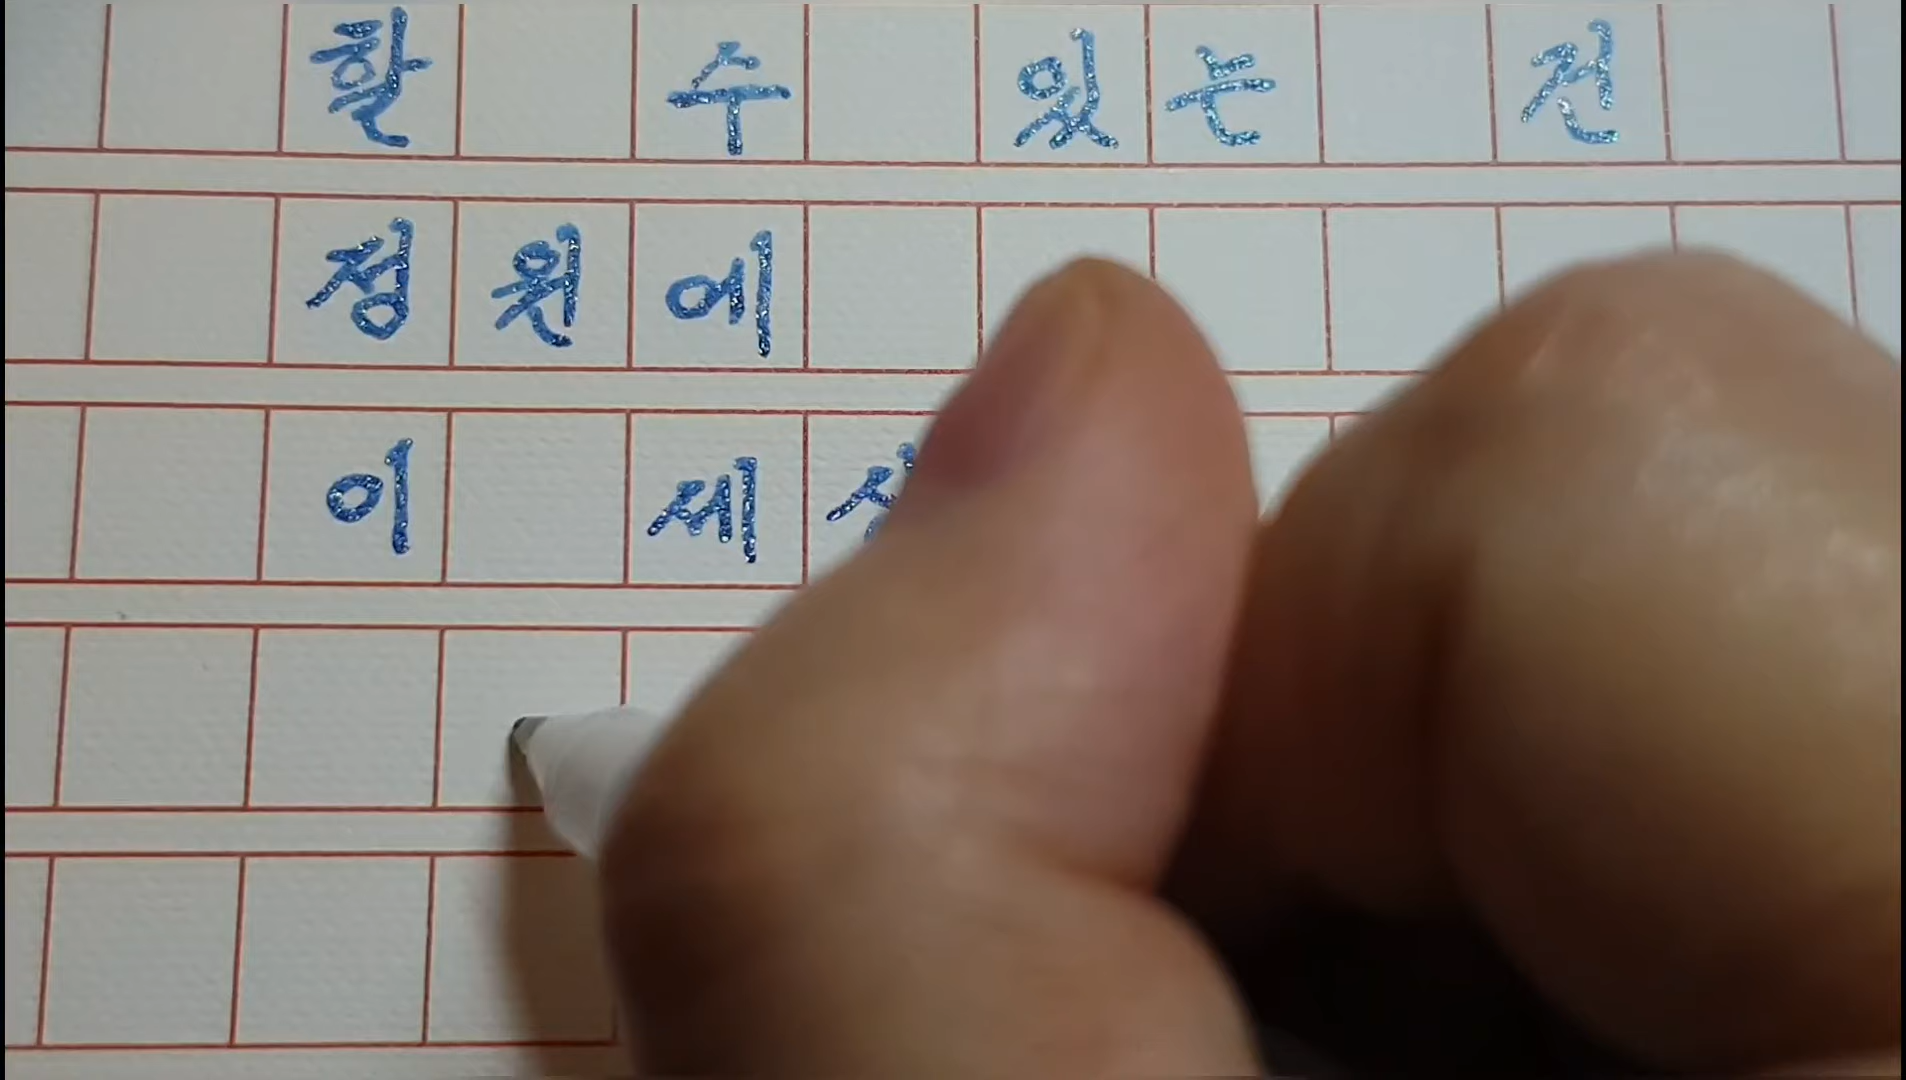 할 수 있는 건
정원에
이 세